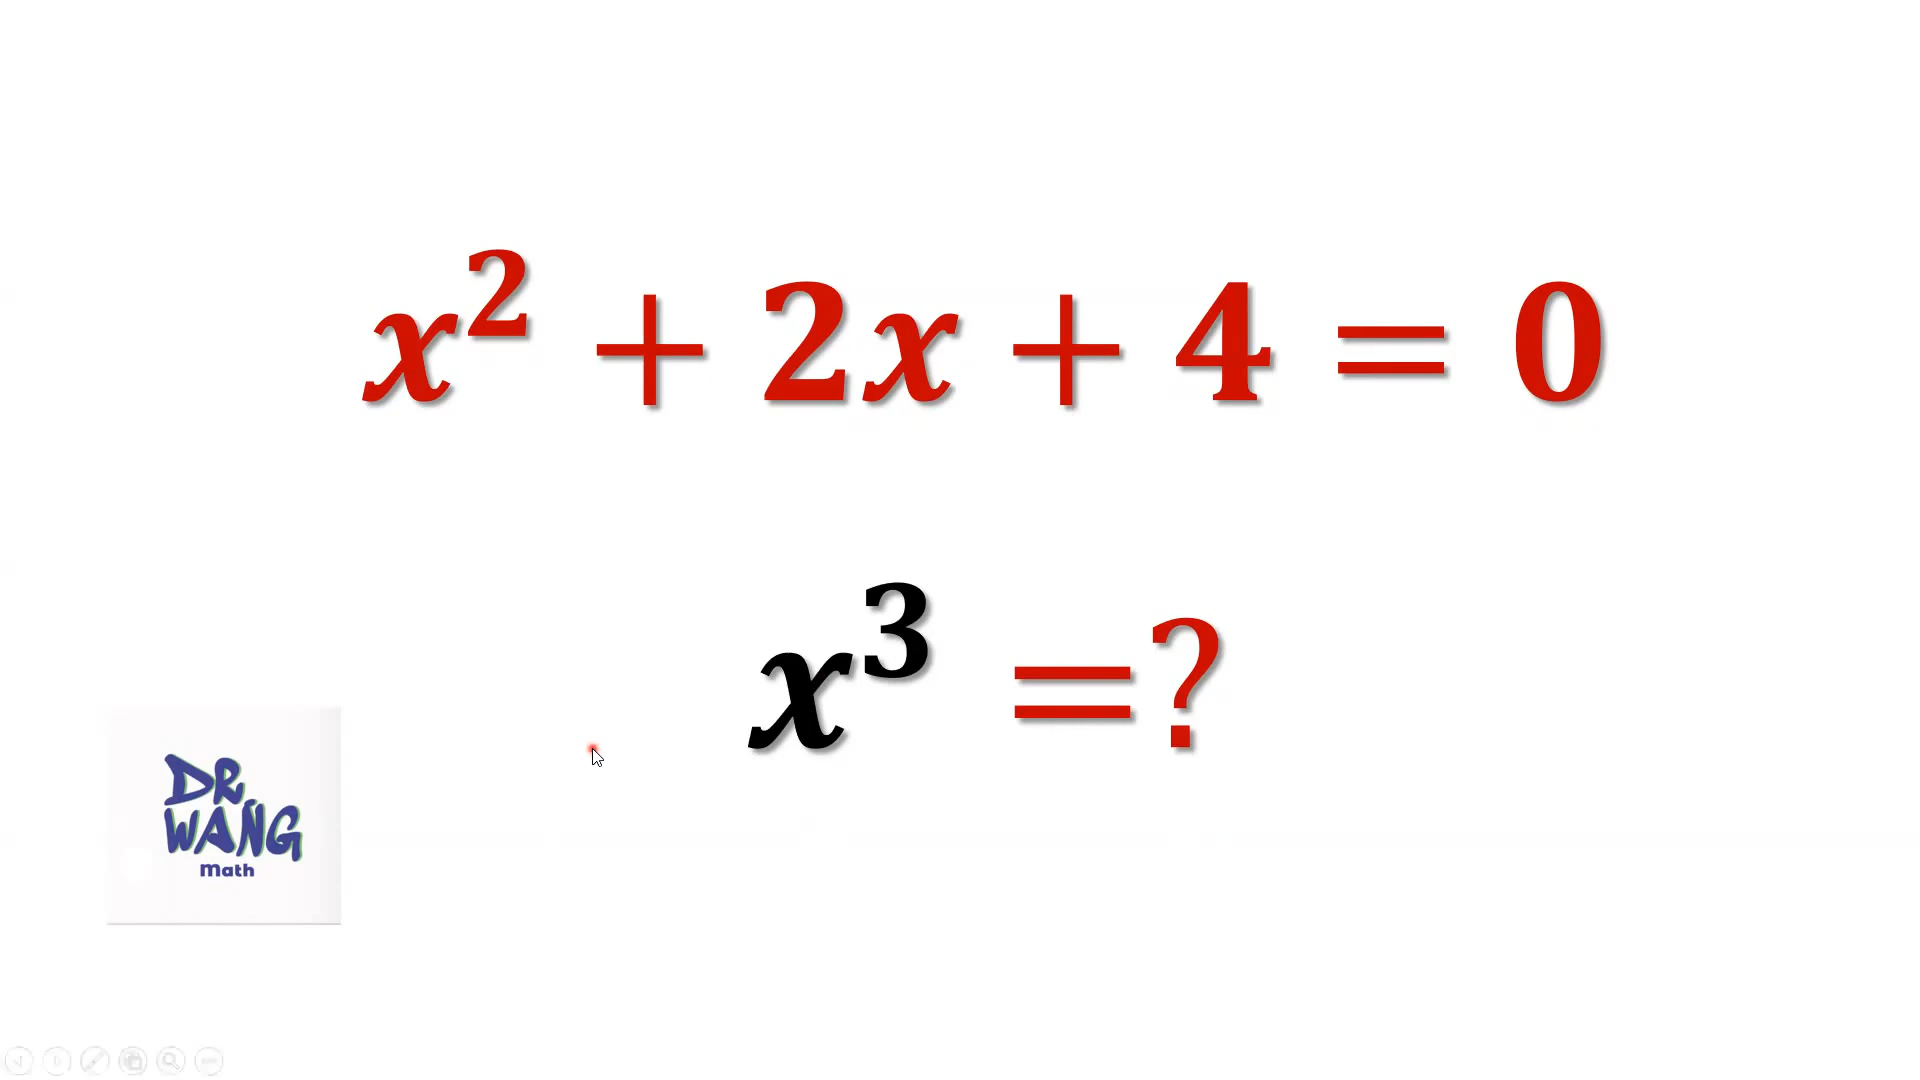 x² + 2x + 4 = 0
x³ =?
DR.
WANG
Math